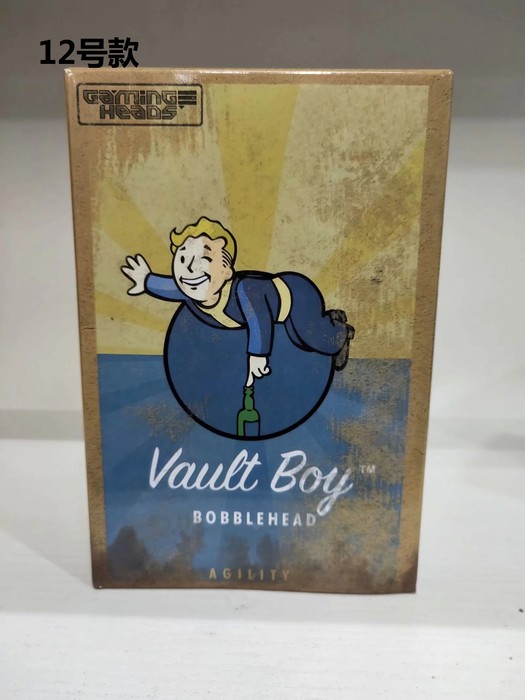 12号款
GAMING
HEADS
Vault Boy™
BOBBLEHEAD
AGILITY